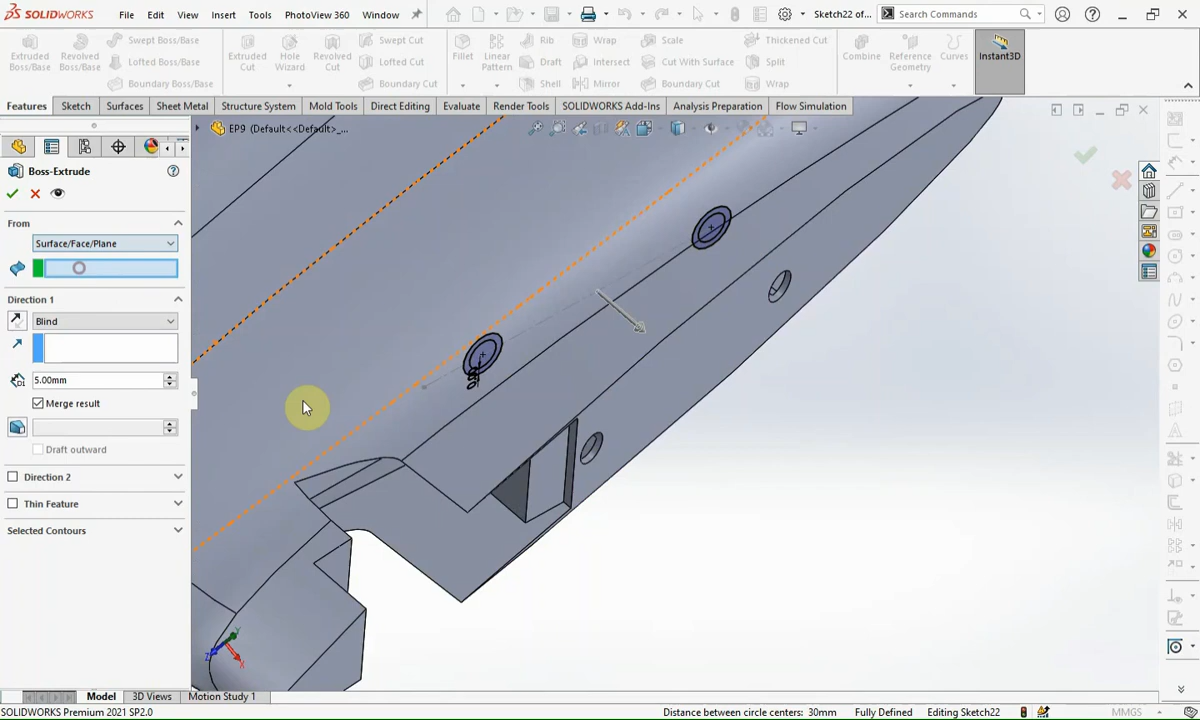 SOLIDWORKS File Edit View Insert Tools PhotoView 360 Window Sketch22 of... Search Commands
Extruded Boss/Base
Revolved Boss/Base
Swept Boss/Base
Lofted Boss/Base
Boundary Boss/Base
Extruded Cut
Hole Wizard
Revolved Cut
Swept Cut
Lofted Cut
Boundary Cut
Fillet
Linear Pattern
Rib
Draft
Shell
Wrap
Intersect
Mirror
Scale
Cut With Surface
Boundary Cut
Thickened Cut
Split
Wrap
Combine
Reference Geometry
Curves
Instant3D
Features Sketch Surfaces Sheet Metal Structure System Mold Tools Direct Editing Evaluate Render Tools SOLIDWORKS Add-Ins Analysis Preparation Flow Simulation
EP9 (Default<<Default>_...
Boss-Extrude
From
Surface/Face/Plane
Direction 1
Blind
5.00mm
Merge result
Draft outward
Direction 2
Thin Feature
Selected Contours
Y
Z
X
Model 3D Views Motion Study 1
SOLIDWORKS Premium 2021 SP2.0 Distance between circle centers: 30mm Fully Defined Editing Sketch22 MMGS